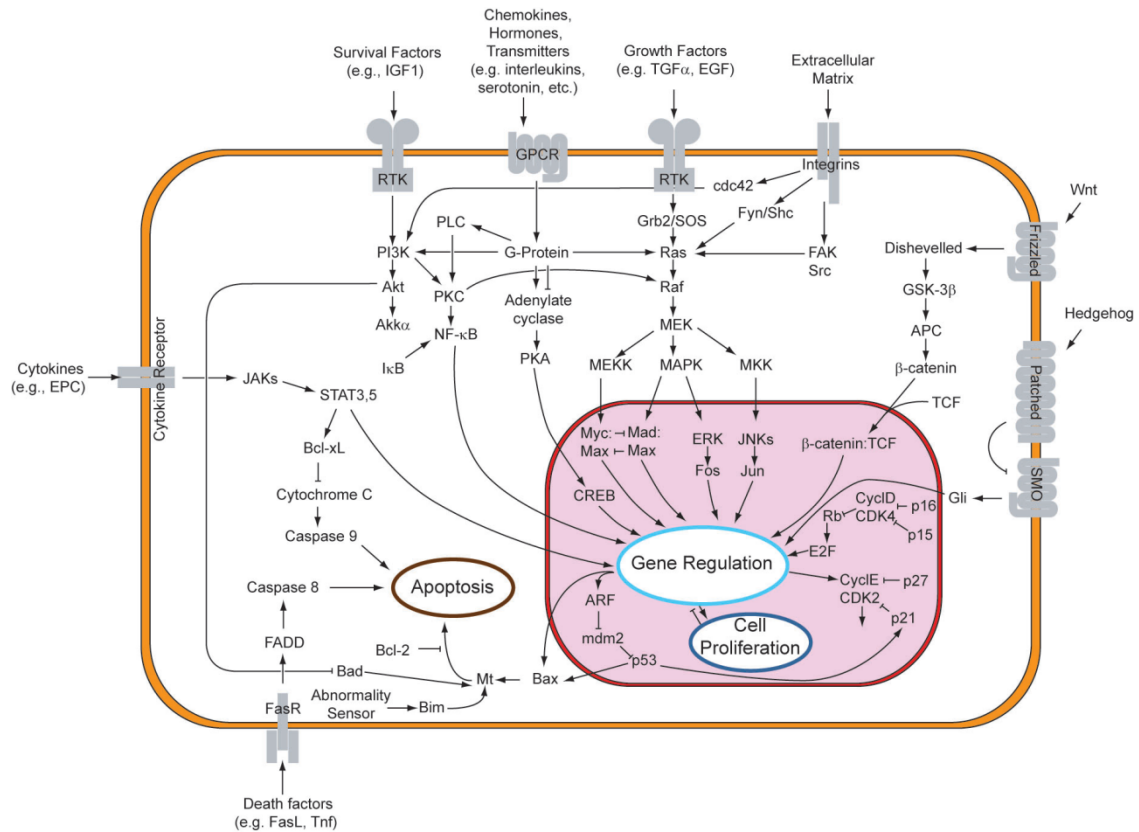 Chemokines,
Hormones,
Transmitters
(e.g. interleukins,
serotonin, etc.)
Survival Factors
(e.g., IGF1)
Growth Factors
(e.g. TGFα, EGF)
Extracellular
Matrix
RTK
GPCR
RTK
Integrins
cdc42
Wnt
Frizzled
Grb2/SOS
Fyn/Shc
PLC
PI3K
G-Protein
Ras
FAK
Src
Dishevelled
Akt
PKC
Adenylate
cyclase
Raf
GSK-3β
Akkα
NF-κB
MEK
APC
Hedgehog
IκB
PKA
MEKK
MAPK
MKK
β-catenin
Cytokines
(e.g., EPC)
Cytokine Receptor
JAKs
STAT3,5
TCF
Patched
Myc:
Max
Mad:
Max
ERK
JNKs
β-catenin:TCF
Bcl-xL
Fos
Jun
SMO
Cytochrome C
CREB
Gli
CyclD
CDK4
p16
p15
Rb
Caspase 9
E2F
Gene Regulation
Apoptosis
Caspase 8
ARF
CyclE
CDK2
p27
p21
FADD
mdm2
Cell
Proliferation
Bcl-2
p53
Bad
Mt
Bax
Abnormality
Sensor
Bim
FasR
Death factors
(e.g. FasL, Tnf)